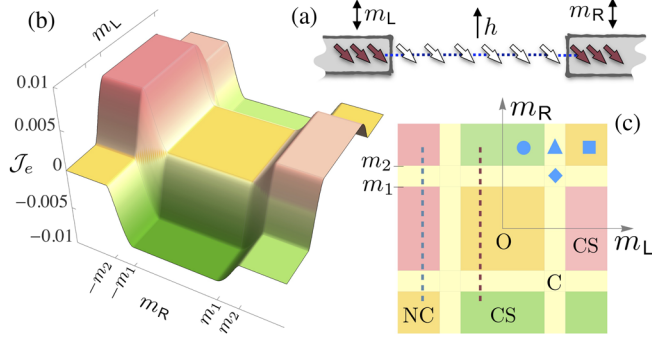 (a)
m_L
h
m_R
(b)
m_L
0.01
0.005
0
−0.005
−0.01
𝒥_e
−m_2
−m_1
m_R
m_1
m_2
(c)
m_R
m_2
m_1
O
CS
m_L
C
NC
CS